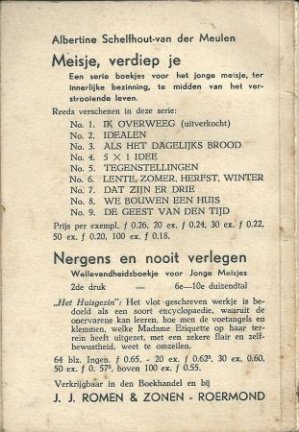 Albertine Schelfhout-van der Meulen
Meisje, verdiep je
Een serie boekjes voor het jonge meisje, ter
innerlijke bezinning, te midden van het ver-
strooiende leven.
Reeds verschenen in deze serie:
No. 1. IK OVERWEEG (uitverkocht)
No. 2. IDEALEN
No. 3. ALS HET DAGELIJKS BROOD
No. 4. 5 × 1 IDEE
No. 5. TEGENSTELLINGEN
No. 6. LENTE, ZOMER, HERFST, WINTER
No. 7. DAT ZIJN ER DRIE
No. 8. WE BOUWEN EEN HUIS
No. 9. DE GEEST VAN DEN TIJD
Prijs per exempl. f 0.26, 20 ex. f 0.24, 30 ex. f 0.22,
50 ex. f 0.20, 100 ex. f 0.18.
Nergens en nooit verlegen
Wellevendheidsboekje voor Jonge Meisjes
2de druk — 6e—10e duizendtal
„Het Huisgezin": Het vlot geschreven werkje is be-
doeld als een soort encyclopaedie, waaruit de
onervarene kan leeren, hoe men de voetangels en
klemmen, welke Madame Etiquette op haar ter-
rein heeft uitgezet, met een zekere flair en zelf-
bewustheid, weet te omzeilen.
64 blz. Ingen. f 0.65. - 20 ex. f 0.62⁵, 30 ex. 0.60,
50 ex. f 0.57⁵, boven 100 ex. f 0.55.
Verkrijgbaar in den Boekhandel en bij
J. J. ROMEN & ZONEN - ROERMOND